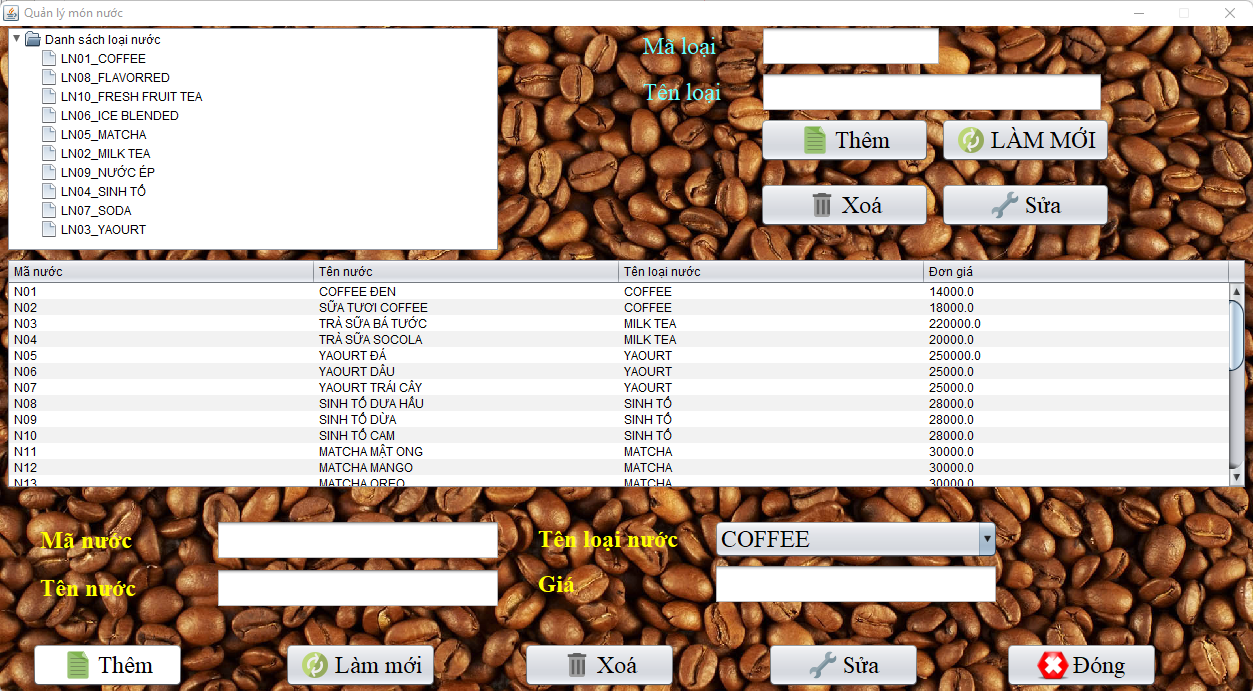 Quản lý món nước
Danh sách loại nước
LN01_COFFEE
LN08_FLAVORRED
LN10_FRESH FRUIT TEA
LN06_ICE BLENDED
LN05_MATCHA
LN02_MILK TEA
LN09_NƯỚC ÉP
LN04_SINH TỐ
LN07_SODA
LN03_YAOURT
Mã loại
Tên loại
Thêm LÀM MỚI
Xoá Sửa
Mã nước Tên nước Tên loại nước Đơn giá
N01 COFFEE ĐEN COFFEE 14000.0
N02 SỮA TƯƠI COFFEE COFFEE 18000.0
N03 TRÀ SỮA BÁ TƯỚC MILK TEA 220000.0
N04 TRÀ SỮA SOCOLA MILK TEA 20000.0
N05 YAOURT ĐÁ YAOURT 250000.0
N06 YAOURT DÂU YAOURT 25000.0
N07 YAOURT TRÁI CÂY YAOURT 25000.0
N08 SINH TỐ DƯA HẤU SINH TỐ 28000.0
N09 SINH TỐ DỪA SINH TỐ 28000.0
N10 SINH TỐ CAM SINH TỐ 28000.0
N11 MATCHA MẬT ONG MATCHA 30000.0
N12 MATCHA MANGO MATCHA 30000.0
N13 MATCHA OREO MATCHA 30000.0
Mã nước Tên loại nước COFFEE
Tên nước Giá
Thêm Làm mới Xoá Sửa Đóng